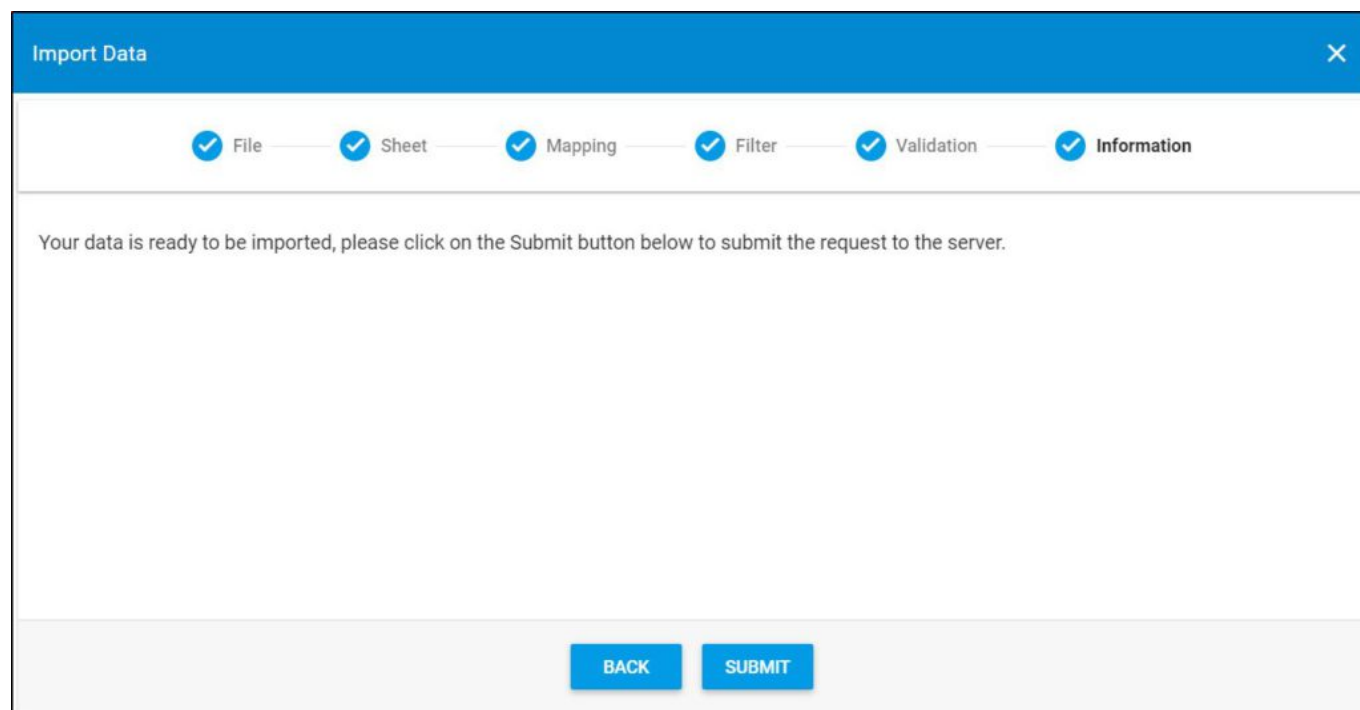 Import Data
File Sheet Mapping Filter Validation Information
Your data is ready to be imported, please click on the Submit button below to submit the request to the server.
BACK SUBMIT